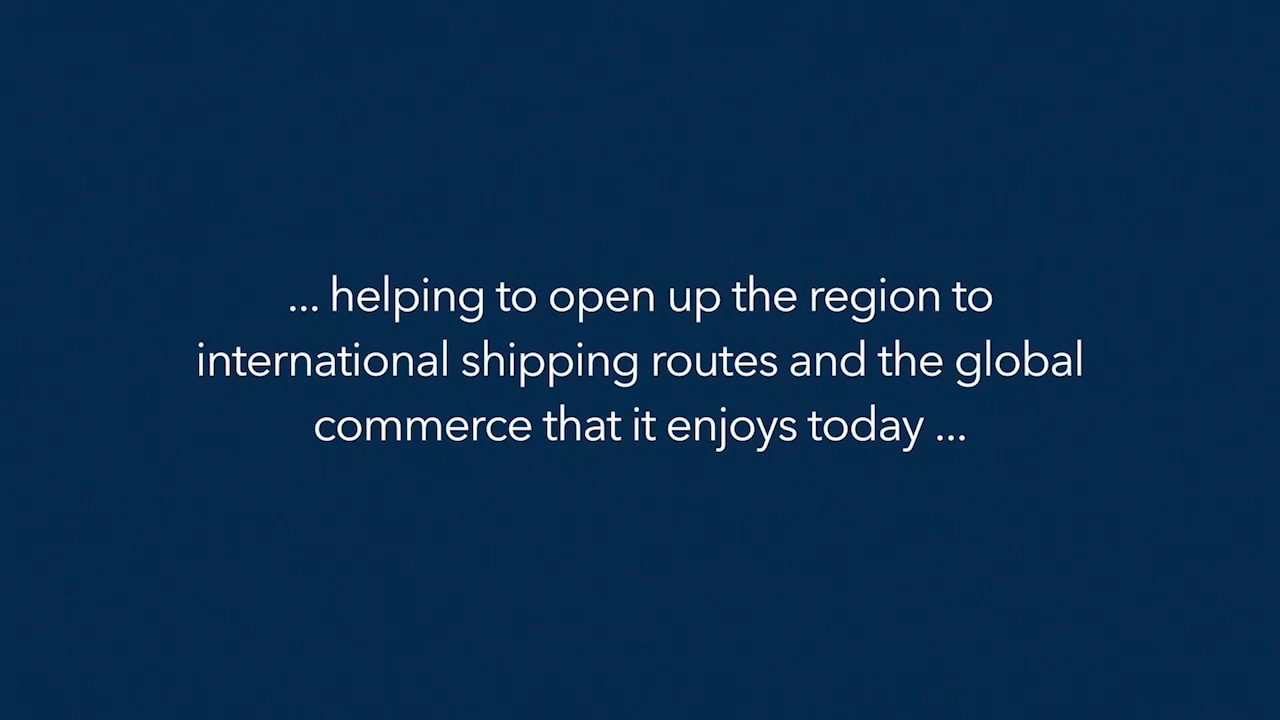 ... helping to open up the region to
international shipping routes and the global
commerce that it enjoys today ...